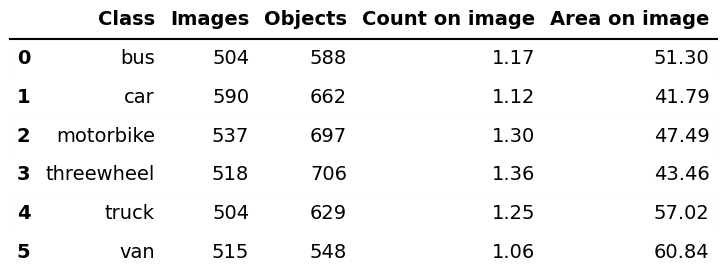 Class Images Objects Count on image Area on image
0 bus 504 588 1.17 51.30
1 car 590 662 1.12 41.79
2 motorbike 537 697 1.30 47.49
3 threewheel 518 706 1.36 43.46
4 truck 504 629 1.25 57.02
5 van 515 548 1.06 60.84